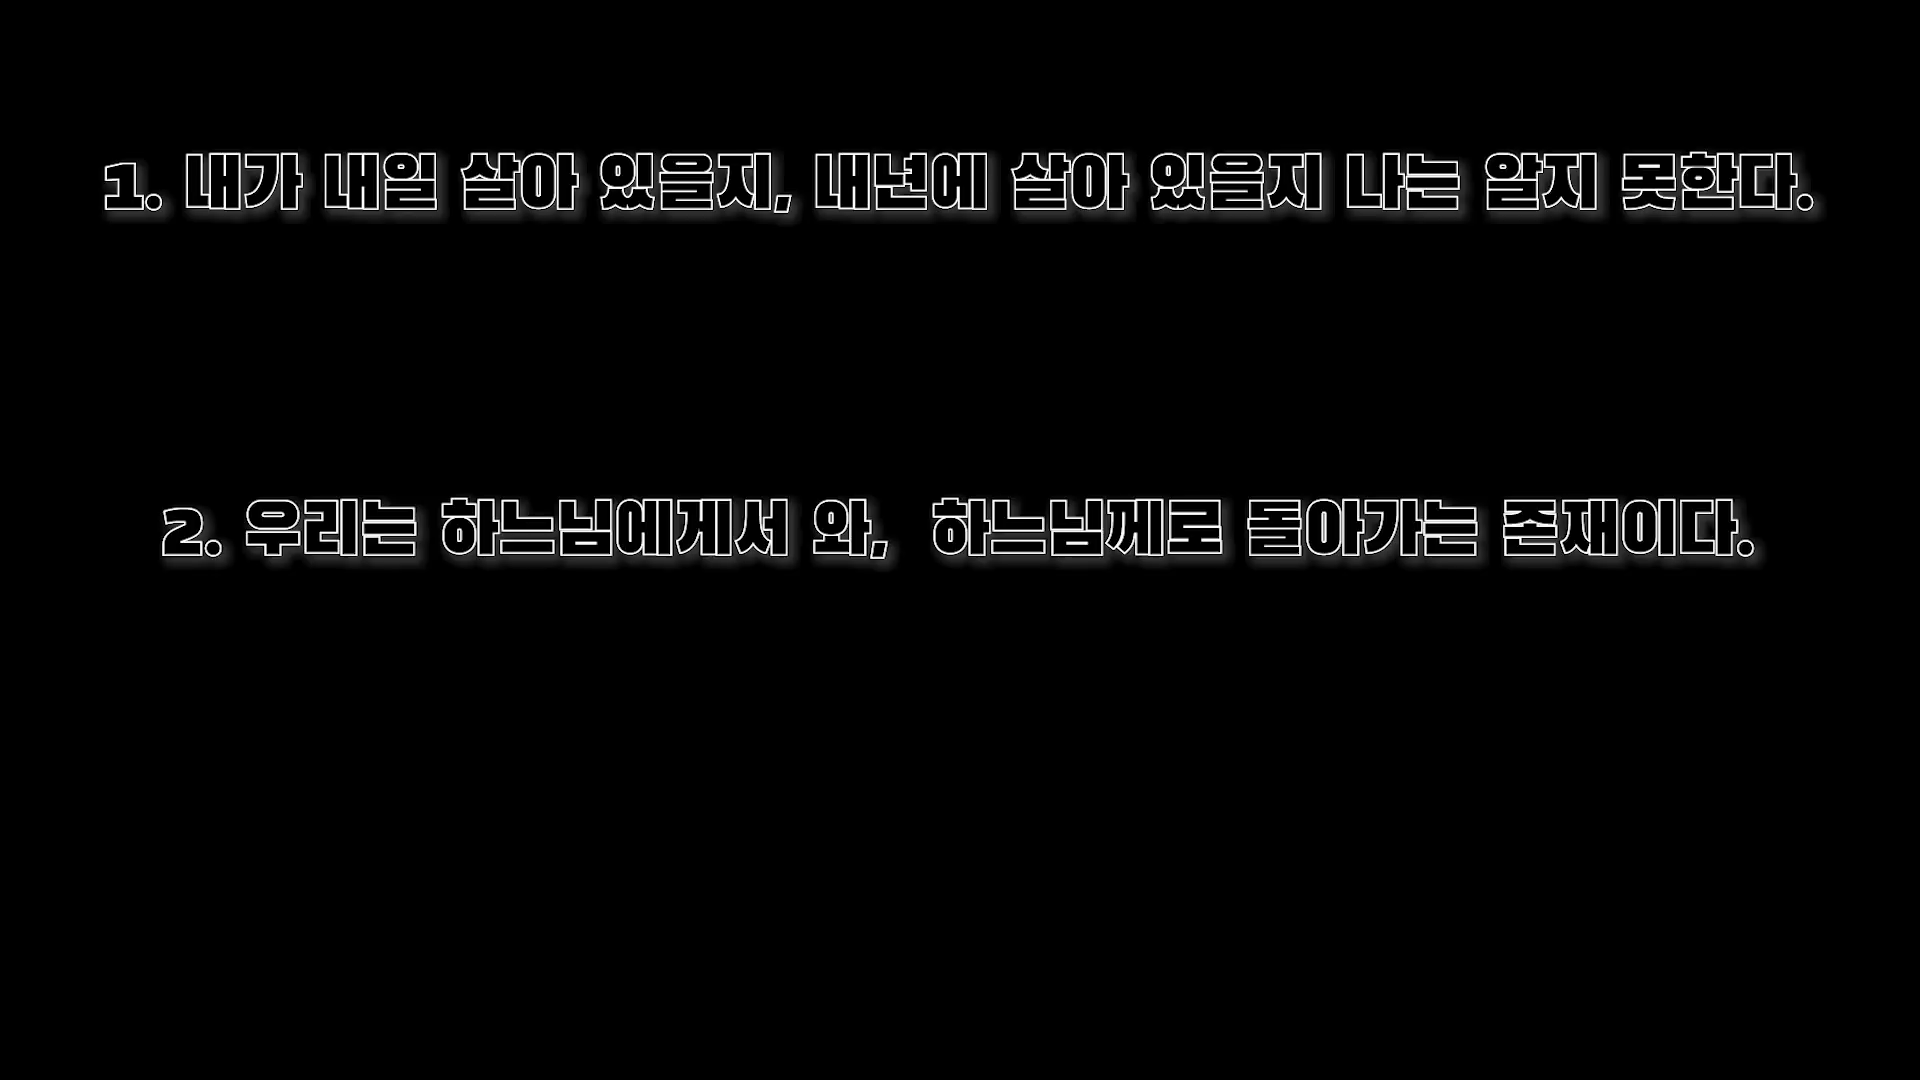 1. 내가 내일 살아 있을지, 내년에 살아 있을지 나는 알지 못한다.
2. 우리는 하느님에게서 와, 하느님께로 돌아가는 존재이다.